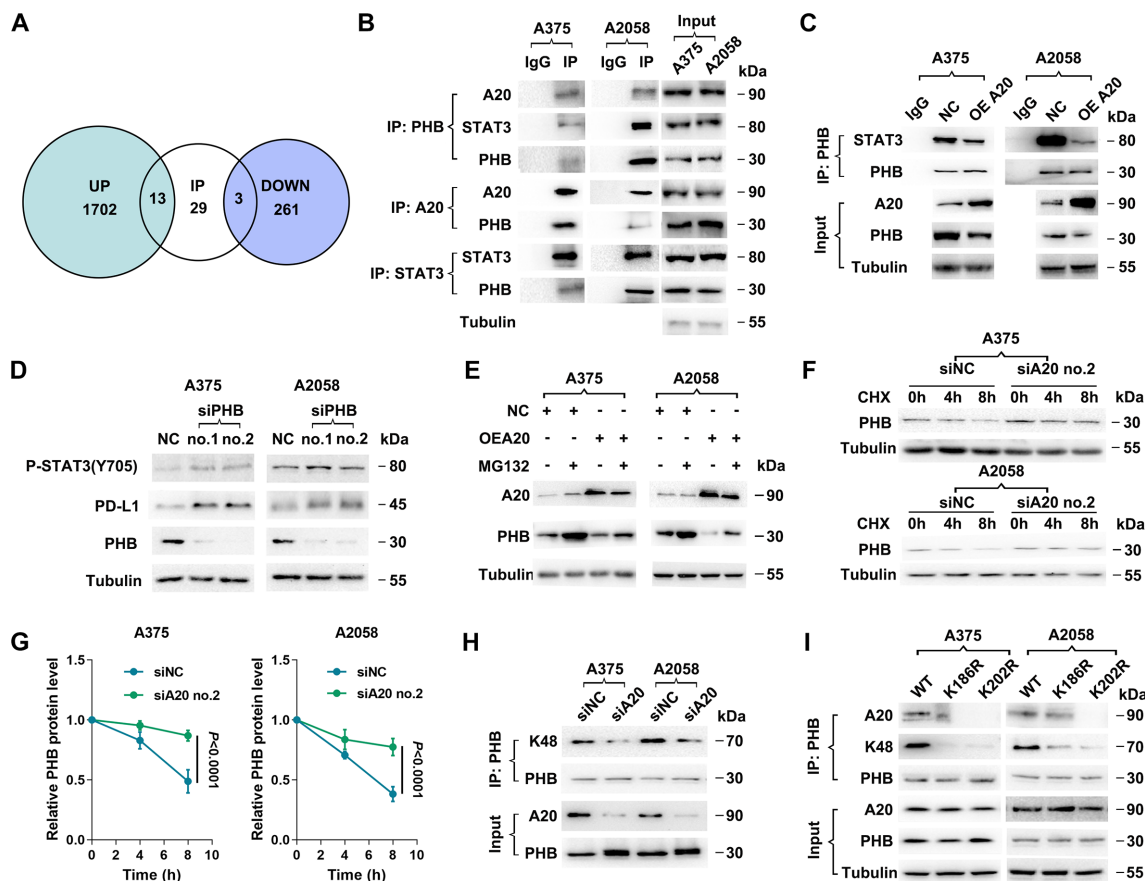 A
UP
1702
13
IP
29
3
DOWN
261
B
A375 A2058 Input
IgG IP IgG IP A375 A2058 kDa
IP: PHB
A20 90
STAT3 80
PHB 30
IP: A20
A20 90
PHB 30
IP: STAT3
STAT3 80
PHB 30
Tubulin 55
C
A375 A2058
IgG NC OE A20 IgG NC OE A20 kDa
IP: PHB
STAT3 80
PHB 30
Input
A20 90
PHB 30
Tubulin 55
D
A375 A2058
siPHB siPHB
NC no.1 no.2 NC no.1 no.2 kDa
P-STAT3(Y705) 80
PD-L1 45
PHB 30
Tubulin 55
E
A375 A2058
NC + + - - + + - -
OEA20 - - + + - - + +
MG132 - + - + - + - + kDa
A20 90
PHB 30
Tubulin 55
F
A375
siNC siA20 no.2
CHX 0h 4h 8h 0h 4h 8h kDa
PHB 30
Tubulin 55
A2058
siNC siA20 no.2
CHX 0h 4h 8h 0h 4h 8h kDa
PHB 30
Tubulin 55
G
A375
Relative PHB protein level
1.5
1.0
0.5
0.0
siNC
siA20 no.2
P<0.0001
0 2 4 6 8 10
Time (h)
A2058
Relative PHB protein level
1.5
1.0
0.5
0.0
siNC
siA20 no.2
P<0.0001
0 2 4 6 8 10
Time (h)
H
A375 A2058
siNC siA20 siNC siA20 kDa
IP: PHB
K48 70
PHB 30
Input
A20 90
PHB 30
I
A375 A2058
WT K186R K202R WT K186R K202R kDa
IP: PHB
A20 90
K48 70
PHB 30
Input
A20 90
PHB 30
Tubulin 55